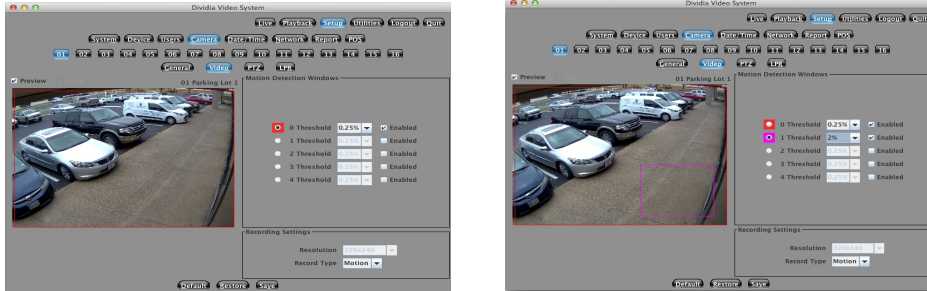 Dividia Video System
Live Playback Setup Utilities Logout Quit
System Device Users Camera Date/Time Network Report POS
01 02 03 04 05 06 07 08 09 10 11 12 13 14 15 16
General Video PTZ LPR
Preview
01 Parking Lot 1
Motion Detection Windows
0 Threshold 0.25% Enabled
1 Threshold 0.25% Enabled
2 Threshold 0.25% Enabled
3 Threshold 0.25% Enabled
4 Threshold 0.25% Enabled
Recording Settings
Resolution 320x240
Record Type Motion
Default Restore Save
Dividia Video System
Live Playback Setup Utilities Logout Quit
System Device Users Camera Date/Time Network Report POS
01 02 03 04 05 06 07 08 09 10 11 12 13 14 15 16
General Video PTZ LPR
Preview
01 Parking Lot 1
Motion Detection Windows
0 Threshold 0.25% Enabled
1 Threshold 2% Enabled
2 Threshold 0.25% Enabled
3 Threshold 0.25% Enabled
4 Threshold 0.25% Enabled
Recording Settings
Resolution 320x240
Record Type Motion
Default Restore Save